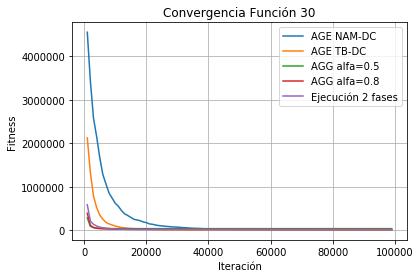 Convergencia Función 30
AGE NAM-DC
AGE TB-DC
AGG alfa=0.5
AGG alfa=0.8
Ejecución 2 fases
Fitness
4000000
3000000
2000000
1000000
0
0
20000
40000
60000
80000
100000
Iteración